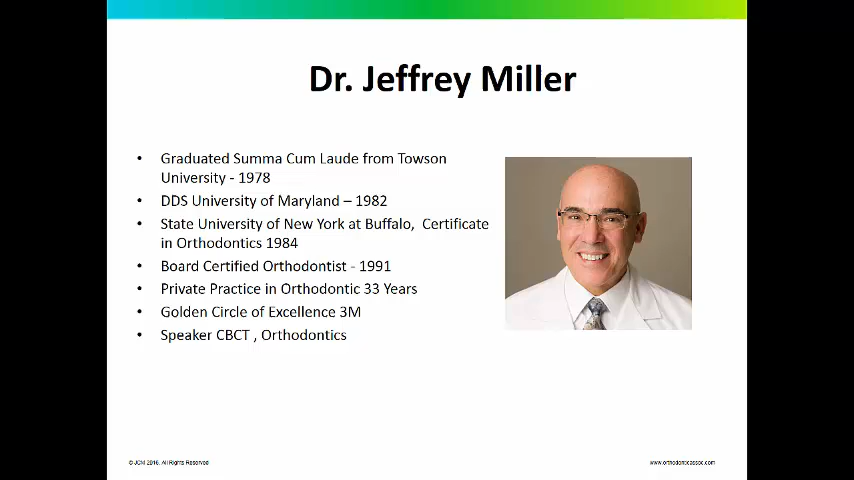 Dr. Jeffrey Miller
• Graduated Summa Cum Laude from Towson
University - 1978
• DDS University of Maryland – 1982
• State University of New York at Buffalo, Certificate
in Orthodontics 1984
• Board Certified Orthodontist - 1991
• Private Practice in Orthodontic 33 Years
• Golden Circle of Excellence 3M
• Speaker CBCT , Orthodontics
© JCM 2016. All Rights Reserved
www.orthodonticassoc.com